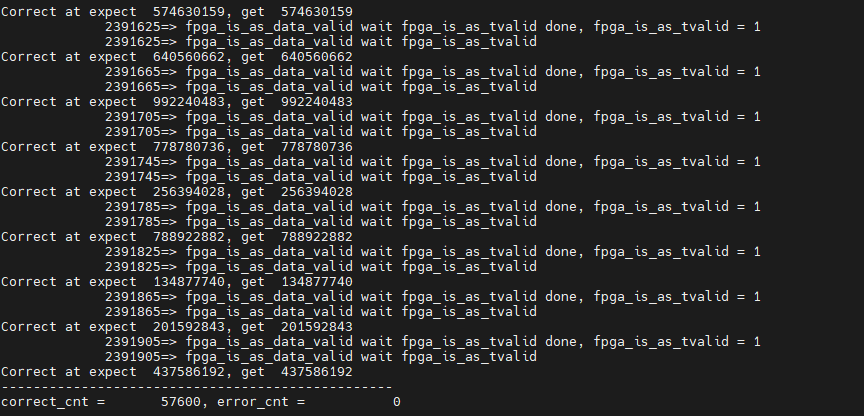 Correct at expect  574630159, get  574630159
             2391625=> fpga_is_as_data_valid wait fpga_is_as_tvalid done, fpga_is_as_tvalid = 1
             2391625=> fpga_is_as_data_valid wait fpga_is_as_tvalid
Correct at expect  640560662, get  640560662
             2391665=> fpga_is_as_data_valid wait fpga_is_as_tvalid done, fpga_is_as_tvalid = 1
             2391665=> fpga_is_as_data_valid wait fpga_is_as_tvalid
Correct at expect  992240483, get  992240483
             2391705=> fpga_is_as_data_valid wait fpga_is_as_tvalid done, fpga_is_as_tvalid = 1
             2391705=> fpga_is_as_data_valid wait fpga_is_as_tvalid
Correct at expect  778780736, get  778780736
             2391745=> fpga_is_as_data_valid wait fpga_is_as_tvalid done, fpga_is_as_tvalid = 1
             2391745=> fpga_is_as_data_valid wait fpga_is_as_tvalid
Correct at expect  256394028, get  256394028
             2391785=> fpga_is_as_data_valid wait fpga_is_as_tvalid done, fpga_is_as_tvalid = 1
             2391785=> fpga_is_as_data_valid wait fpga_is_as_tvalid
Correct at expect  788922882, get  788922882
             2391825=> fpga_is_as_data_valid wait fpga_is_as_tvalid done, fpga_is_as_tvalid = 1
             2391825=> fpga_is_as_data_valid wait fpga_is_as_tvalid
Correct at expect  134877740, get  134877740
             2391865=> fpga_is_as_data_valid wait fpga_is_as_tvalid done, fpga_is_as_tvalid = 1
             2391865=> fpga_is_as_data_valid wait fpga_is_as_tvalid
Correct at expect  201592843, get  201592843
             2391905=> fpga_is_as_data_valid wait fpga_is_as_tvalid done, fpga_is_as_tvalid = 1
             2391905=> fpga_is_as_data_valid wait fpga_is_as_tvalid
Correct at expect  437586192, get  437586192
------------------------------------------------
correct_cnt =       57600, error_cnt =           0